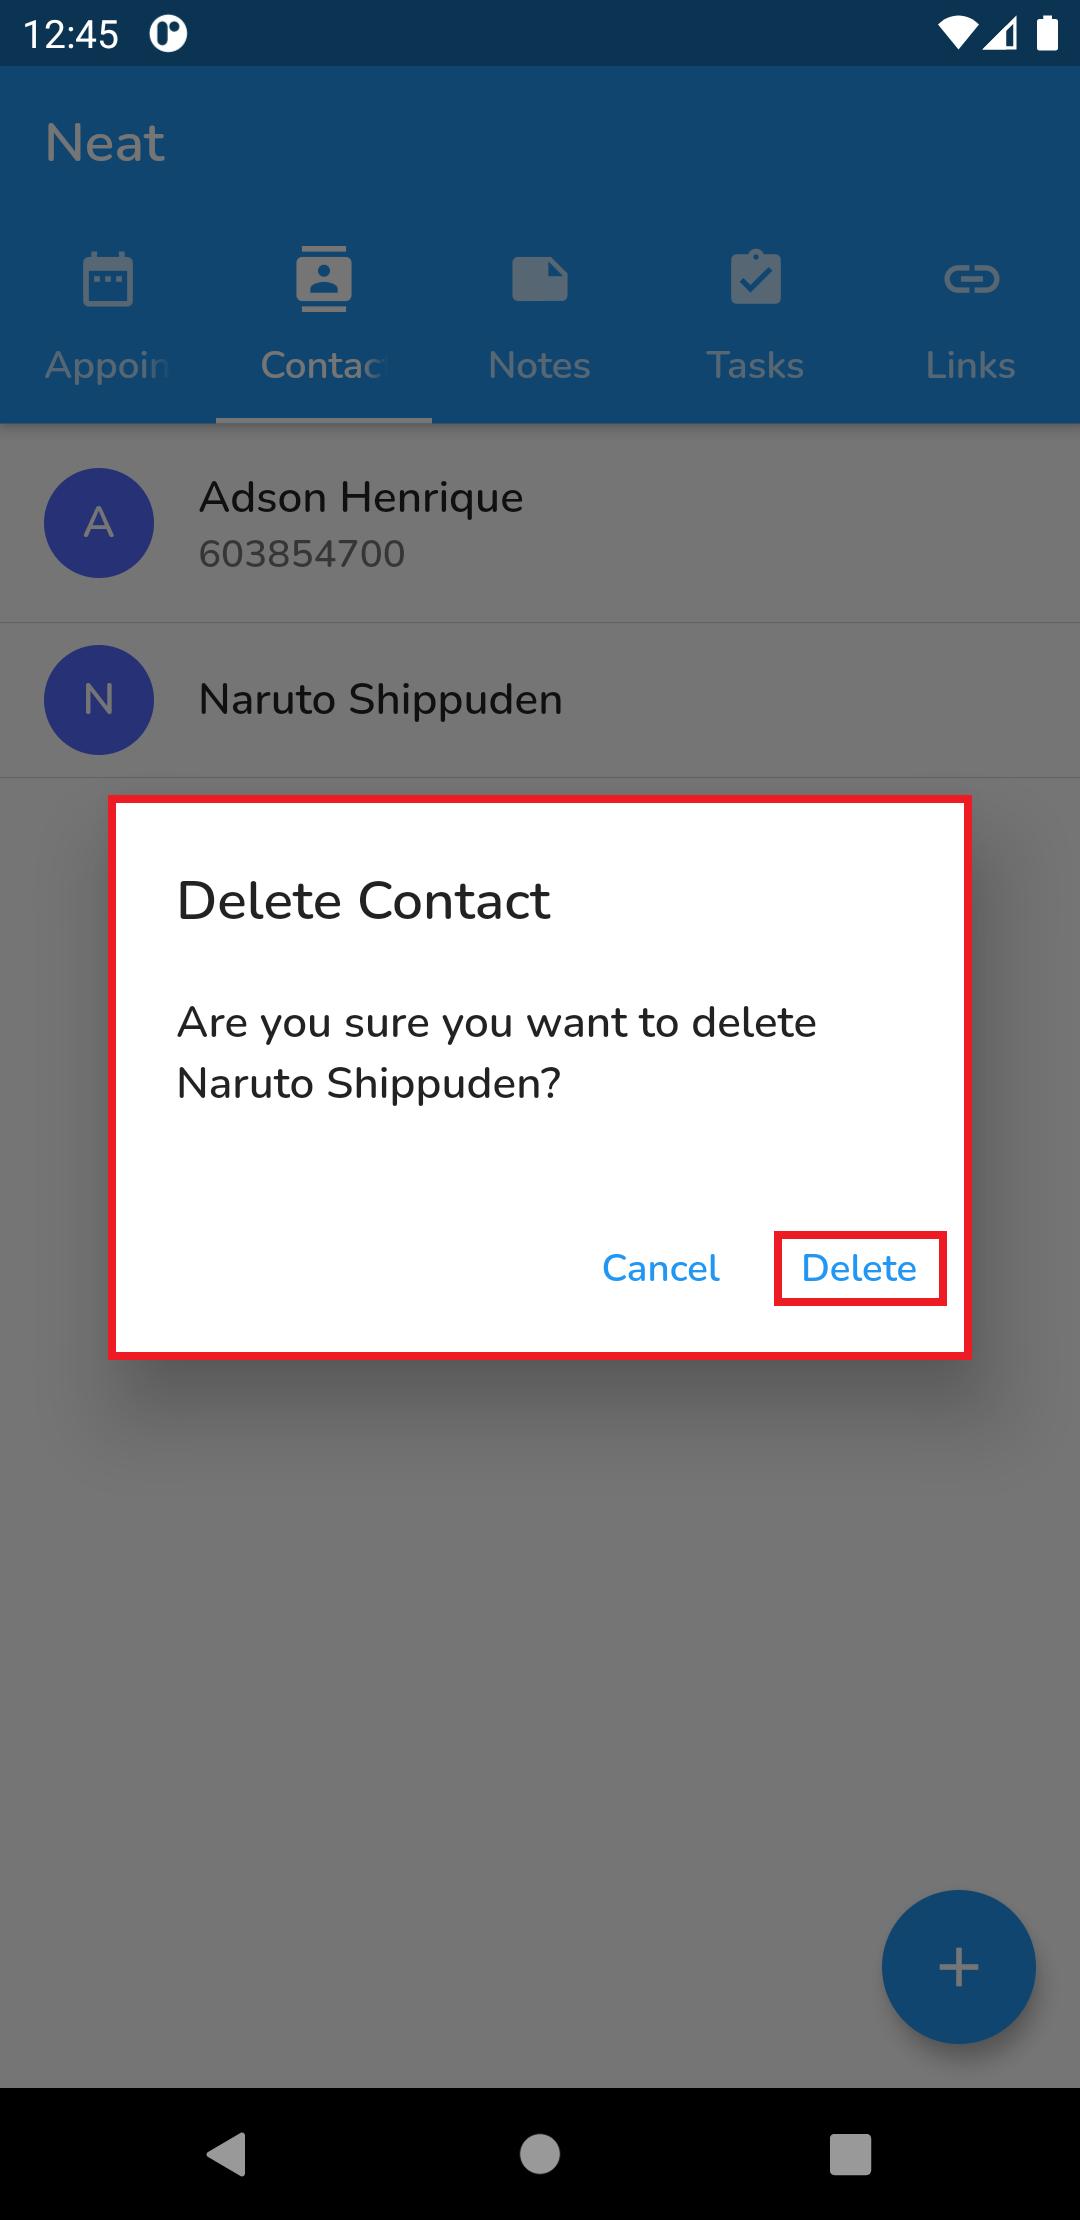 12:45
Neat
Appoin
Contac
Notes
Tasks
Links
A
Adson Henrique
603854700
N
Naruto Shippuden
Delete Contact
Are you sure you want to delete
Naruto Shippuden?
Cancel
Delete